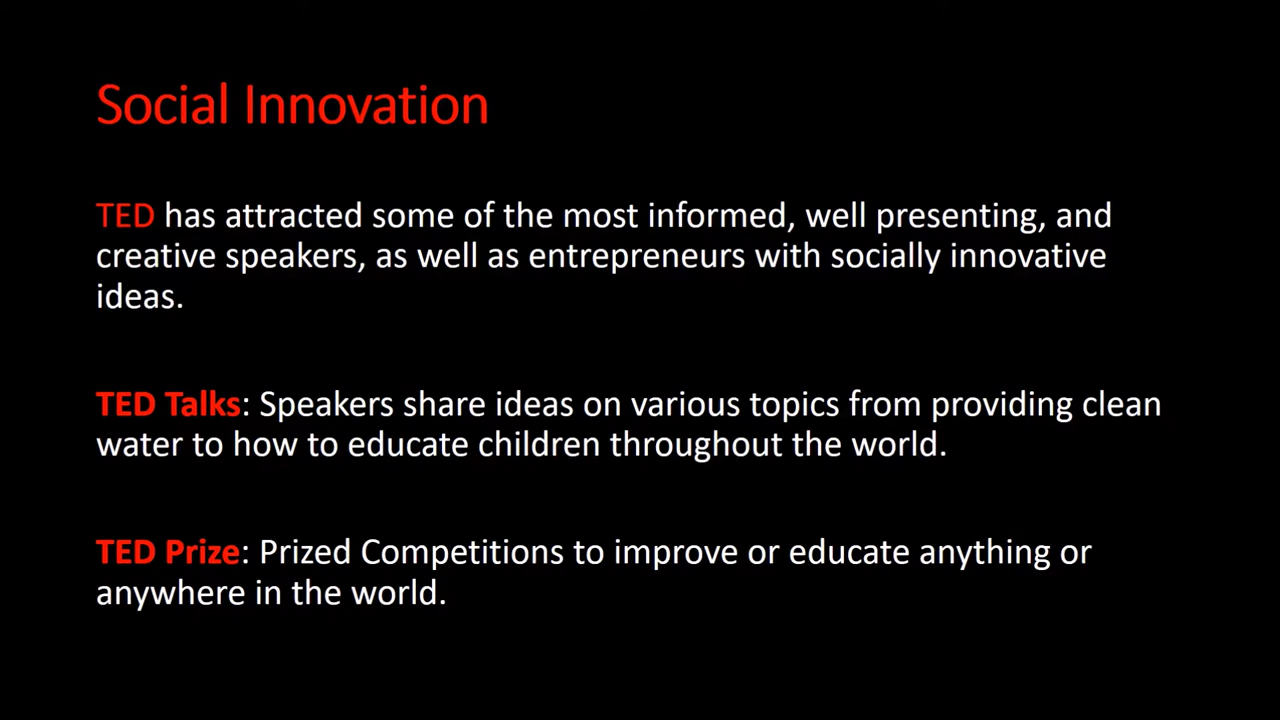 Social Innovation
TED has attracted some of the most informed, well presenting, and
creative speakers, as well as entrepreneurs with socially innovative
ideas.
TED Talks: Speakers share ideas on various topics from providing clean
water to how to educate children throughout the world.
TED Prize: Prized Competitions to improve or educate anything or
anywhere in the world.